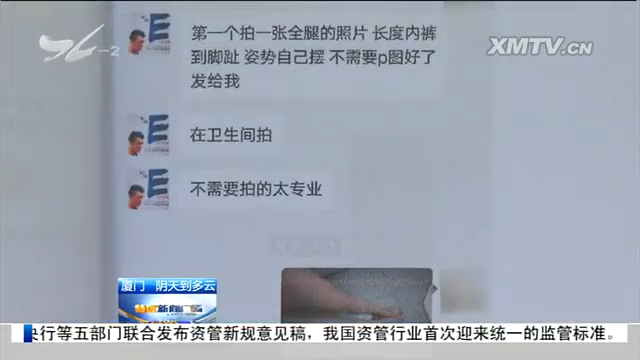 XMTV.CN
第一个拍一张全腿的照片 长度内裤
到脚趾 姿势自己摆 不需要p图好了
发给我
在卫生间拍
不需要拍的太专业
厦门 阴天到多云
新闻广场
央行等五部门联合发布资管新规意见稿，我国资管行业首次迎来统一的监管标准。